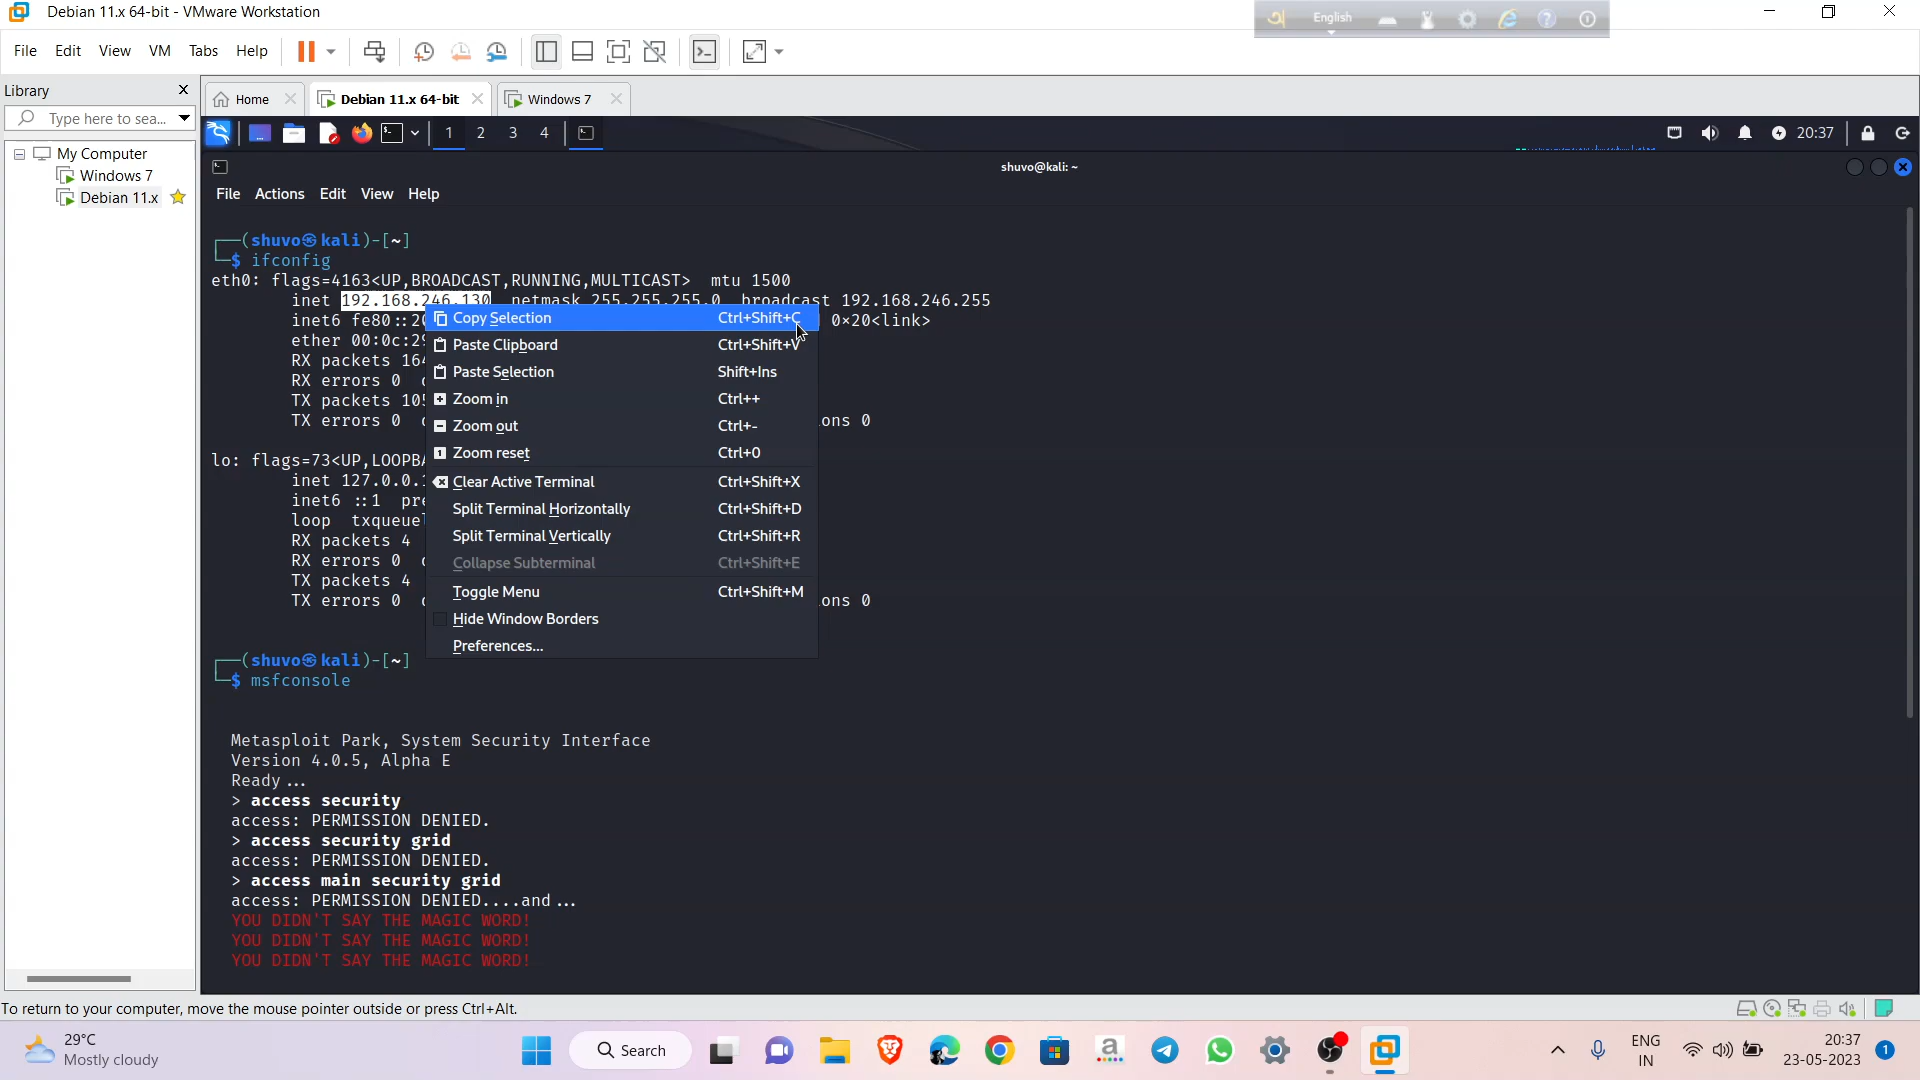 Debian 11.x 64-bit - VMware Workstation
English
File Edit View VM Tabs Help
Library
Type here to sea...
My Computer
Windows 7
Debian 11.x
Home
Debian 11.x 64-bit
Windows 7
1 2 3 4
20:37
shuvo@kali: ~
File Actions Edit View Help
┌──(shuvo㉿kali)-[~]
└─$ ifconfig
eth0: flags=4163<UP,BROADCAST,RUNNING,MULTICAST> mtu 1500
inet 192.168.246.130 netmask 255.255.255.0 broadcast 192.168.246.255
inet6 fe80::20 0×20<link>
ether 00:0c:29
RX packets 164
RX errors 0
TX packets 105
TX errors 0 ons 0
lo: flags=73<UP,LOOPBA
inet 127.0.0.1
inet6 ::1 pre
loop txqueuel
RX packets 4
RX errors 0
TX packets 4
TX errors 0 ons 0
Copy Selection Ctrl+Shift+C
Paste Clipboard Ctrl+Shift+V
Paste Selection Shift+Ins
Zoom in Ctrl++
Zoom out Ctrl+-
Zoom reset Ctrl+0
Clear Active Terminal Ctrl+Shift+X
Split Terminal Horizontally Ctrl+Shift+D
Split Terminal Vertically Ctrl+Shift+R
Collapse Subterminal Ctrl+Shift+E
Toggle Menu Ctrl+Shift+M
Hide Window Borders
Preferences...
┌──(shuvo㉿kali)-[~]
└─$ msfconsole
Metasploit Park, System Security Interface
Version 4.0.5, Alpha E
Ready...
> access security
access: PERMISSION DENIED.
> access security grid
access: PERMISSION DENIED.
> access main security grid
access: PERMISSION DENIED....and...
YOU DIDN'T SAY THE MAGIC WORD!
YOU DIDN'T SAY THE MAGIC WORD!
YOU DIDN'T SAY THE MAGIC WORD!
To return to your computer, move the mouse pointer outside or press Ctrl+Alt.
29°C
Mostly cloudy
Search
ENG
IN
20:37
23-05-2023
1